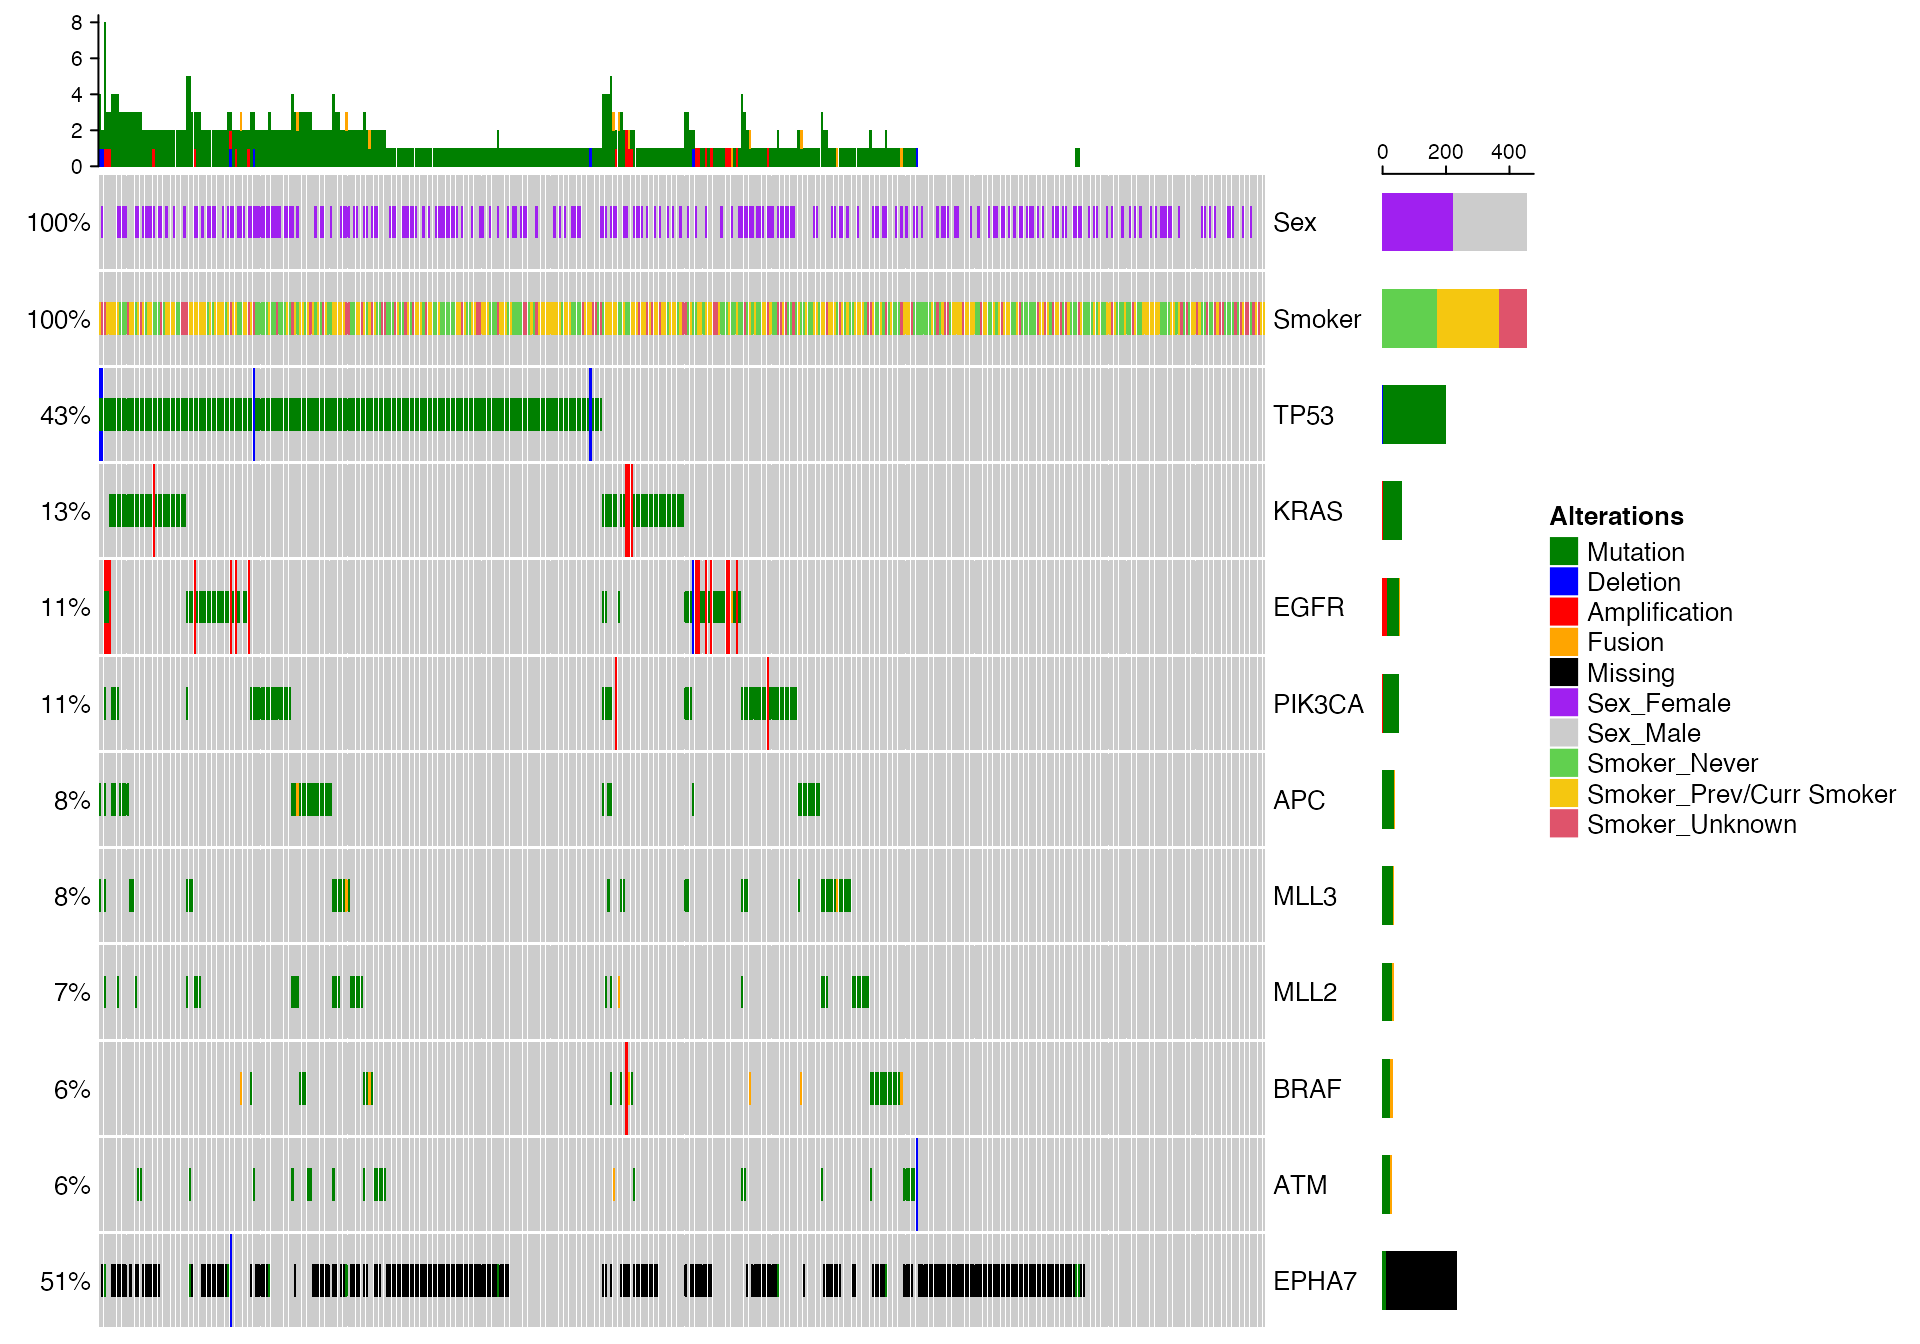 8
6
4
2
0
0 200 400
100% Sex
100% Smoker
43% TP53
13% KRAS
11% EGFR
11% PIK3CA
8% APC
8% MLL3
7% MLL2
6% BRAF
6% ATM
51% EPHA7
Alterations
Mutation
Deletion
Amplification
Fusion
Missing
Sex_Female
Sex_Male
Smoker_Never
Smoker_Prev/Curr Smoker
Smoker_Unknown